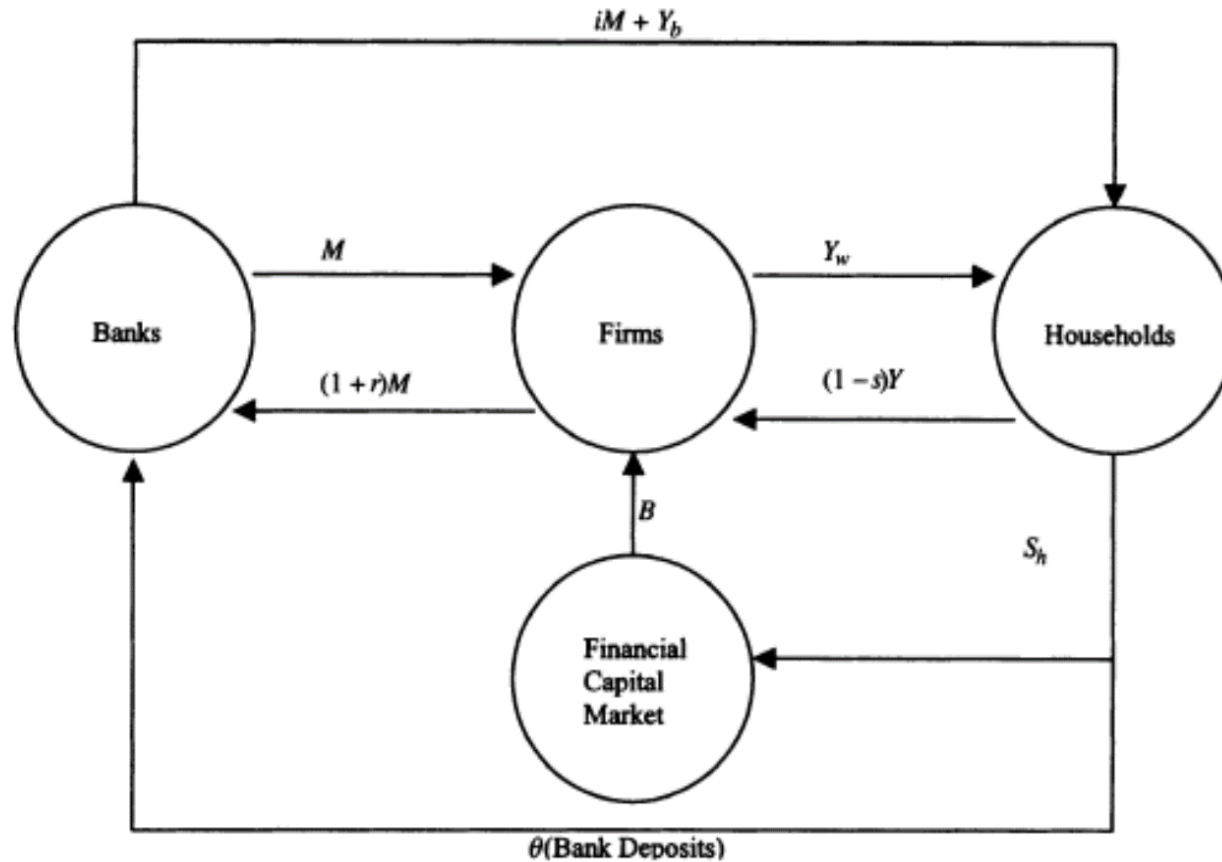 iM + Y_b
M
Y_w
Banks
Firms
Households
(1 + r)M
(1 − s)Y
B
S_h
Financial
Capital
Market
θ(Bank Deposits)